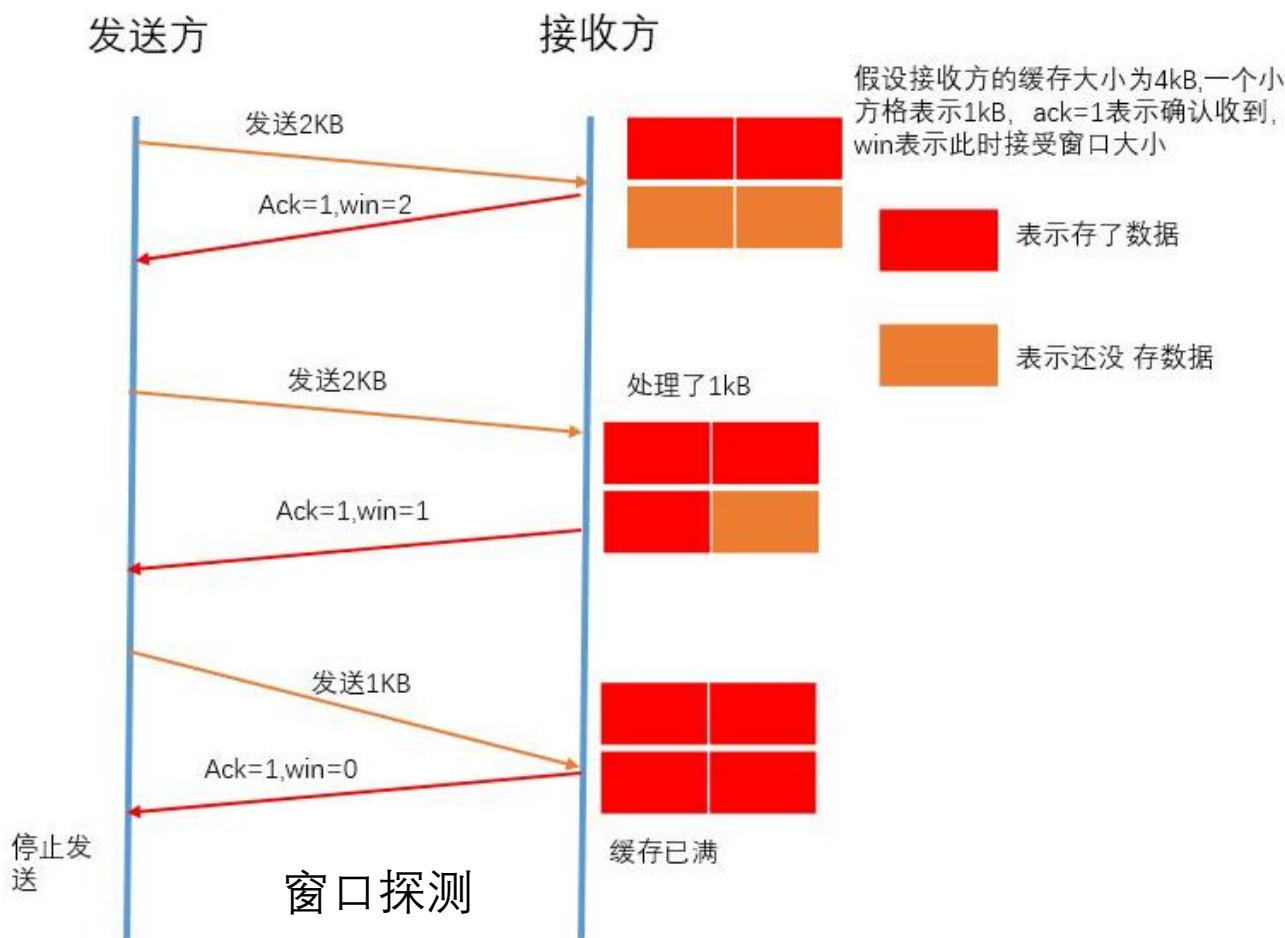 发送方
接收方
假设接收方的缓存大小为4kB,一个小
方格表示1kB, ack=1表示确认收到,
win表示此时接受窗口大小
发送2KB
Ack=1,win=2
表示存了数据
表示还没 存数据
发送2KB
处理了1kB
Ack=1,win=1
发送1KB
Ack=1,win=0
停止发
送
缓存已满
窗口探测